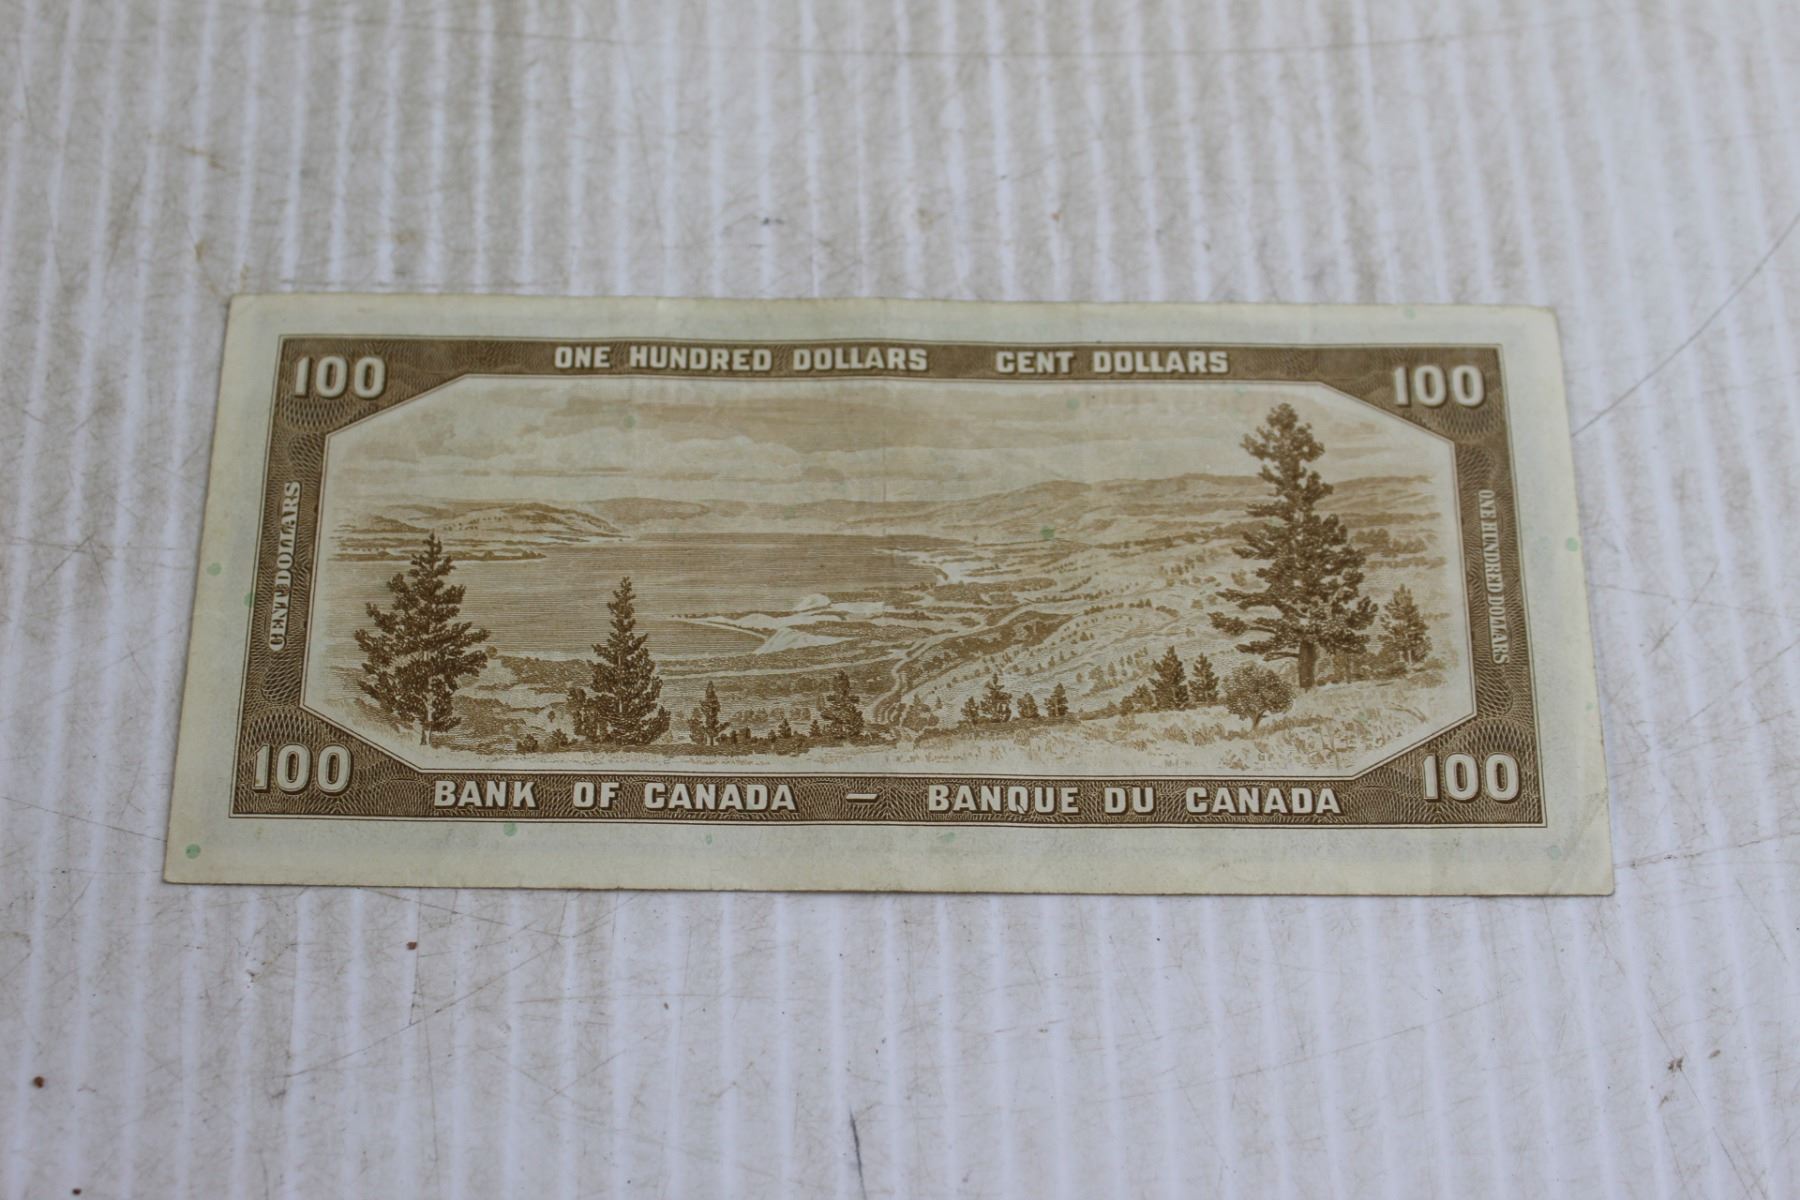 100 ONE HUNDRED DOLLARS CENT DOLLARS 100
CENT DOLLARS
ONE HUNDRED DOLLARS
100 BANK OF CANADA — BANQUE DU CANADA 100